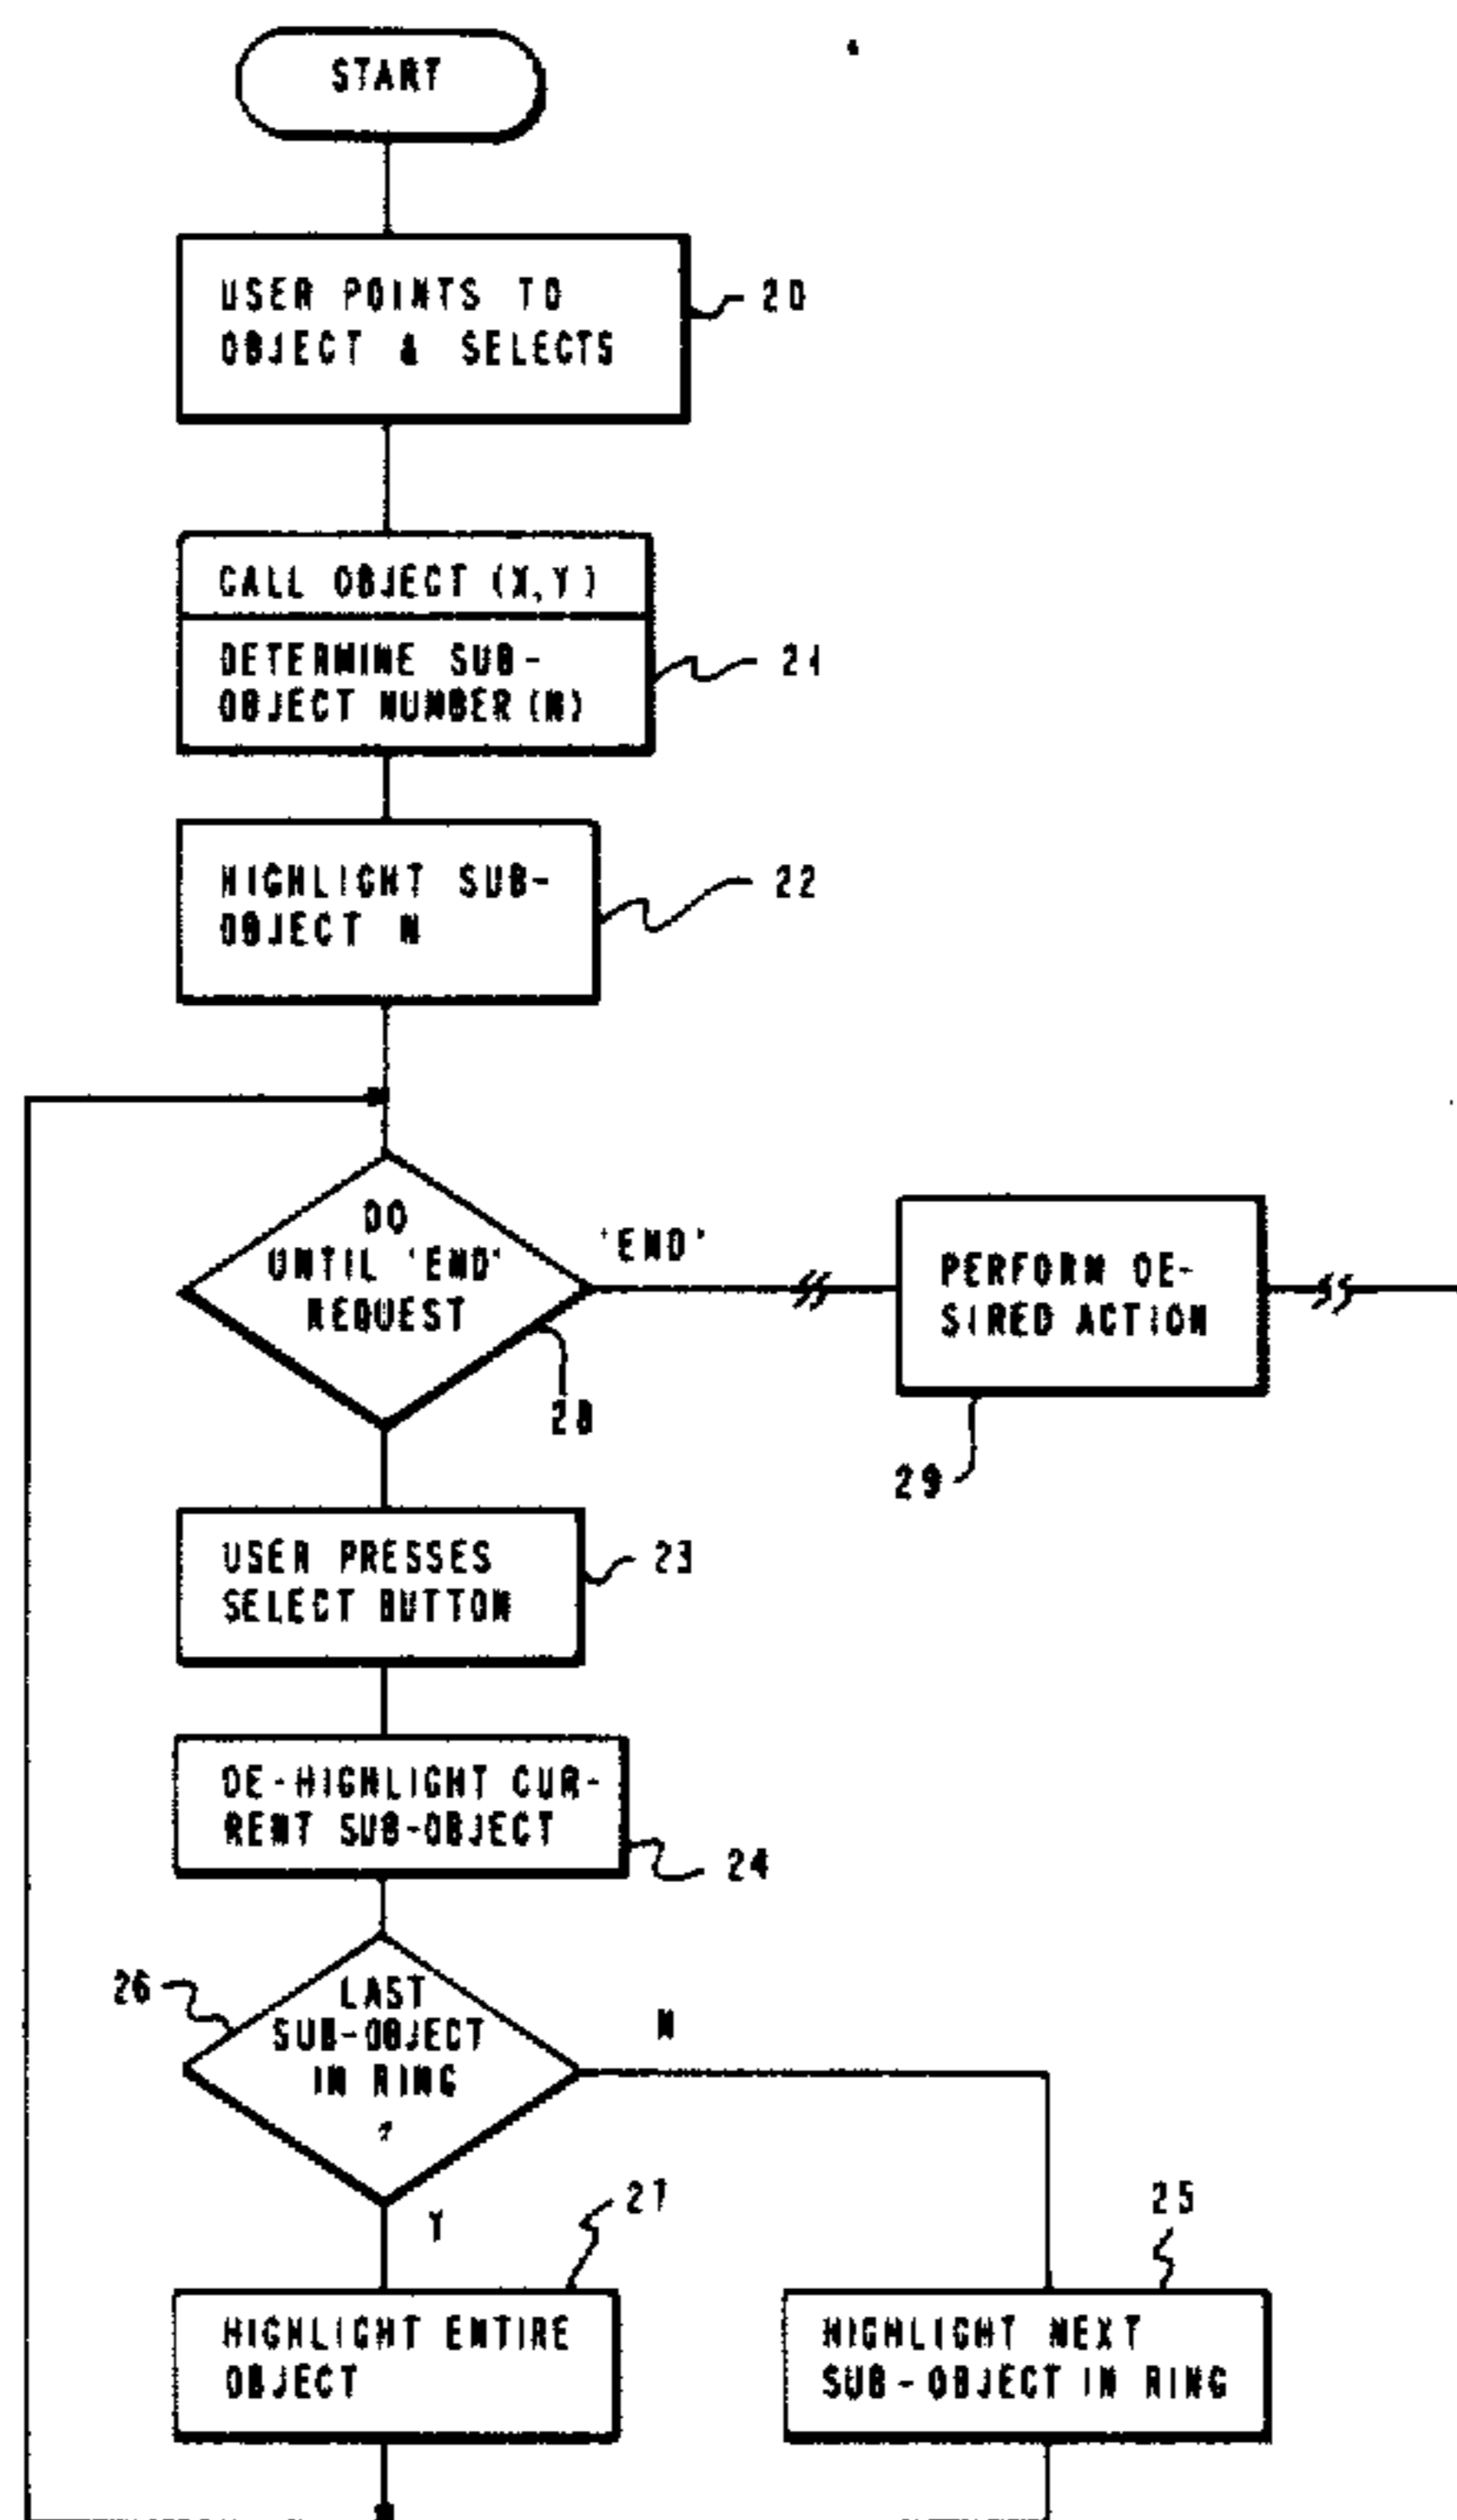 START
USER POINTS TO
OBJECT & SELECTS
20
CALL OBJECT (X,Y)
DETERMINE SUB-
OBJECT NUMBER (N)
21
HIGHLIGHT SUB-
OBJECT N
22
DO
UNTIL 'END'
REQUEST
'END'
28
PERFORM DE-
SIRED ACTION
29
USER PRESSES
SELECT BUTTON
23
DE-HIGHLIGHT CUR-
RENT SUB-OBJECT
24
26
LAST
SUB-OBJECT
IN RING
?
N
Y
27
25
HIGHLIGHT ENTIRE
OBJECT
HIGHLIGHT NEXT
SUB-OBJECT IN RING